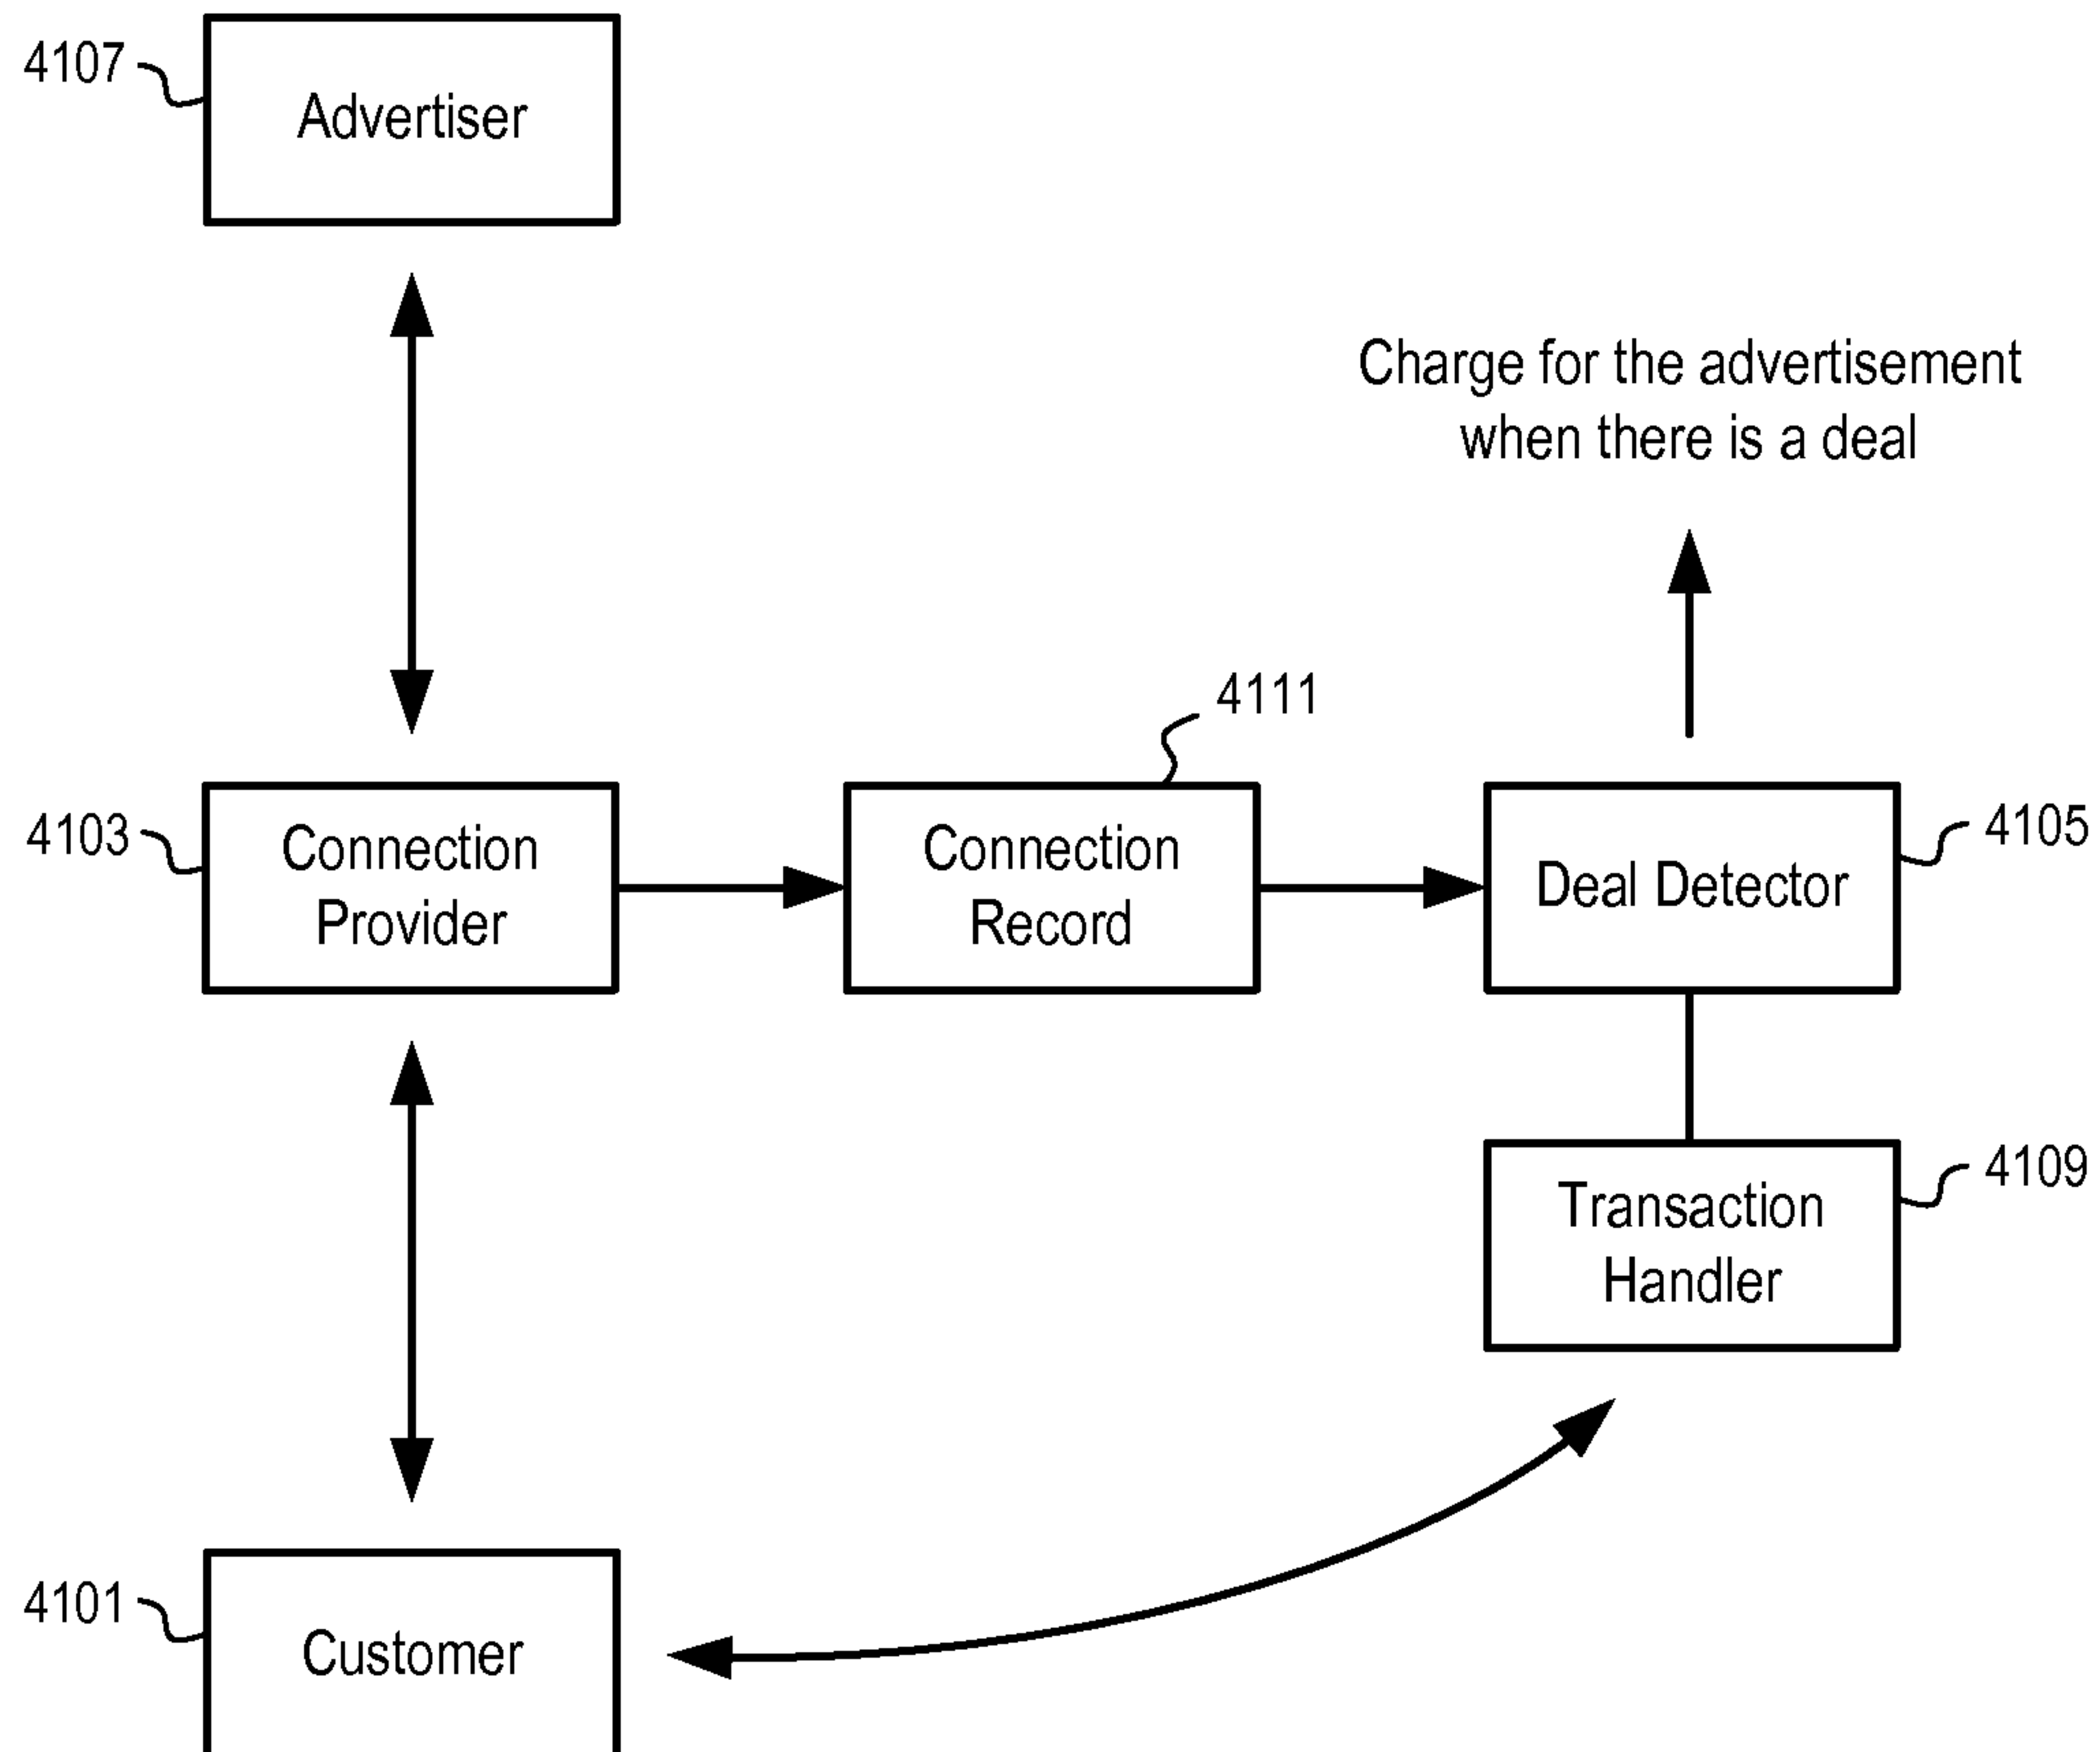 4107
Advertiser
Charge for the advertisement
when there is a deal
4111
4103
Connection
Provider
Connection
Record
Deal Detector
4105
Transaction
Handler
4109
4101
Customer